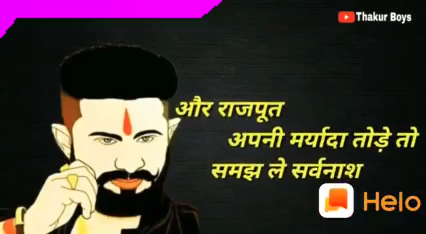 Thakur Boys
और राजपूत
अपनी मर्यादा तोड़े तो
समझ ले सर्वनाश
Helo